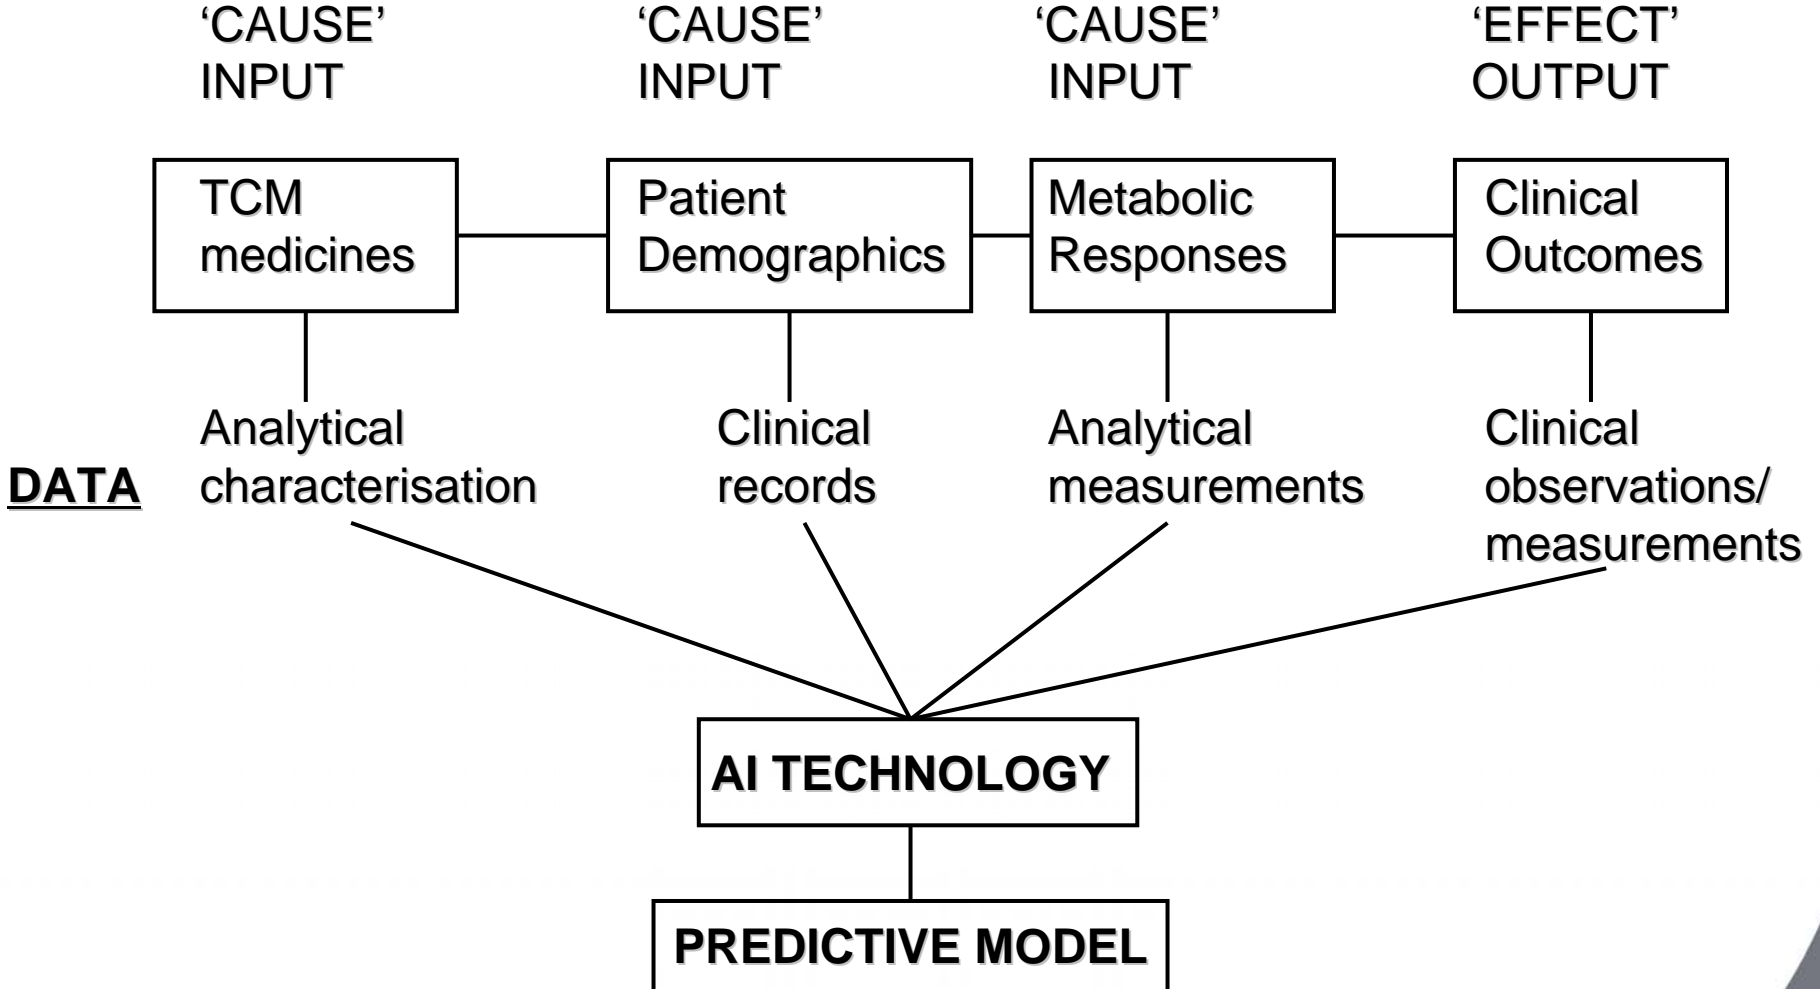 ‘CAUSE’
INPUT
‘CAUSE’
INPUT
‘CAUSE’
INPUT
‘EFFECT’
OUTPUT
TCM
medicines
Patient
Demographics
Metabolic
Responses
Clinical
Outcomes
DATA
Analytical
characterisation
Clinical
records
Analytical
measurements
Clinical
observations/
measurements
AI TECHNOLOGY
PREDICTIVE MODEL